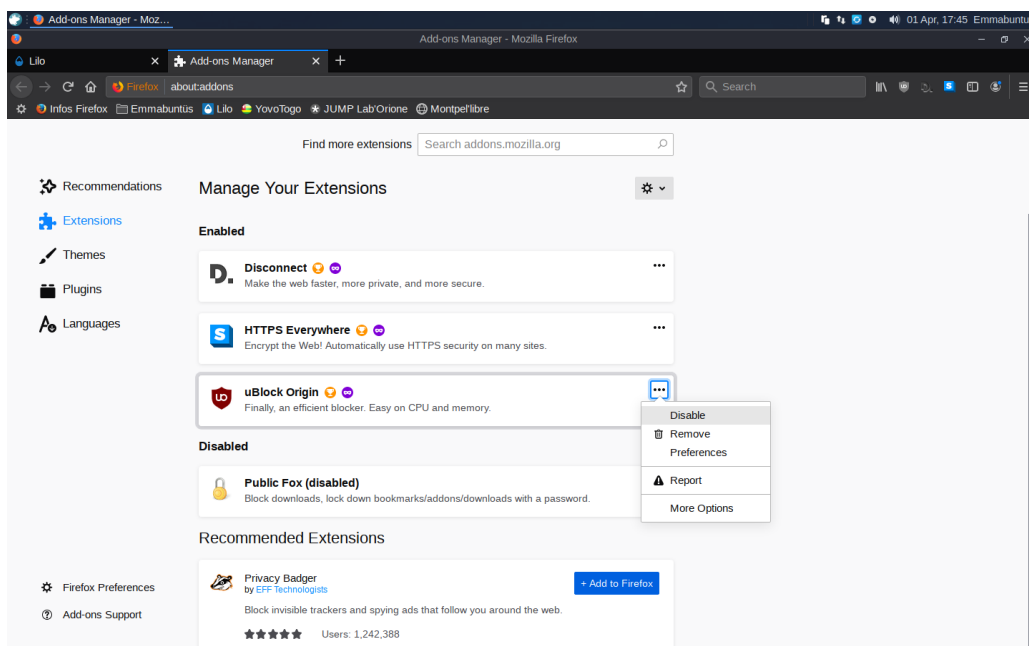 Add-ons Manager - Moz...
01 Apr, 17:45 Emmabuntu
Add-ons Manager - Mozilla Firefox
Lilo
Add-ons Manager
Firefox
about:addons
Search
Infos Firefox
Emmabuntüs
Lilo
YovoTogo
JUMP Lab'Orione
Montpel'libre
Find more extensions
Search addons.mozilla.org
Recommendations
Extensions
Themes
Plugins
Languages
Manage Your Extensions
Enabled
D. Disconnect
Make the web faster, more private, and more secure.
S HTTPS Everywhere
Encrypt the Web! Automatically use HTTPS security on many sites.
uBlock Origin
Finally, an efficient blocker. Easy on CPU and memory.
Disable
Remove
Preferences
Report
More Options
Disabled
Public Fox (disabled)
Block downloads, lock down bookmarks/addons/downloads with a password.
Recommended Extensions
Privacy Badger
by EFF Technologists
+ Add to Firefox
Block invisible trackers and spying ads that follow you around the web.
Users: 1,242,388
Firefox Preferences
Add-ons Support